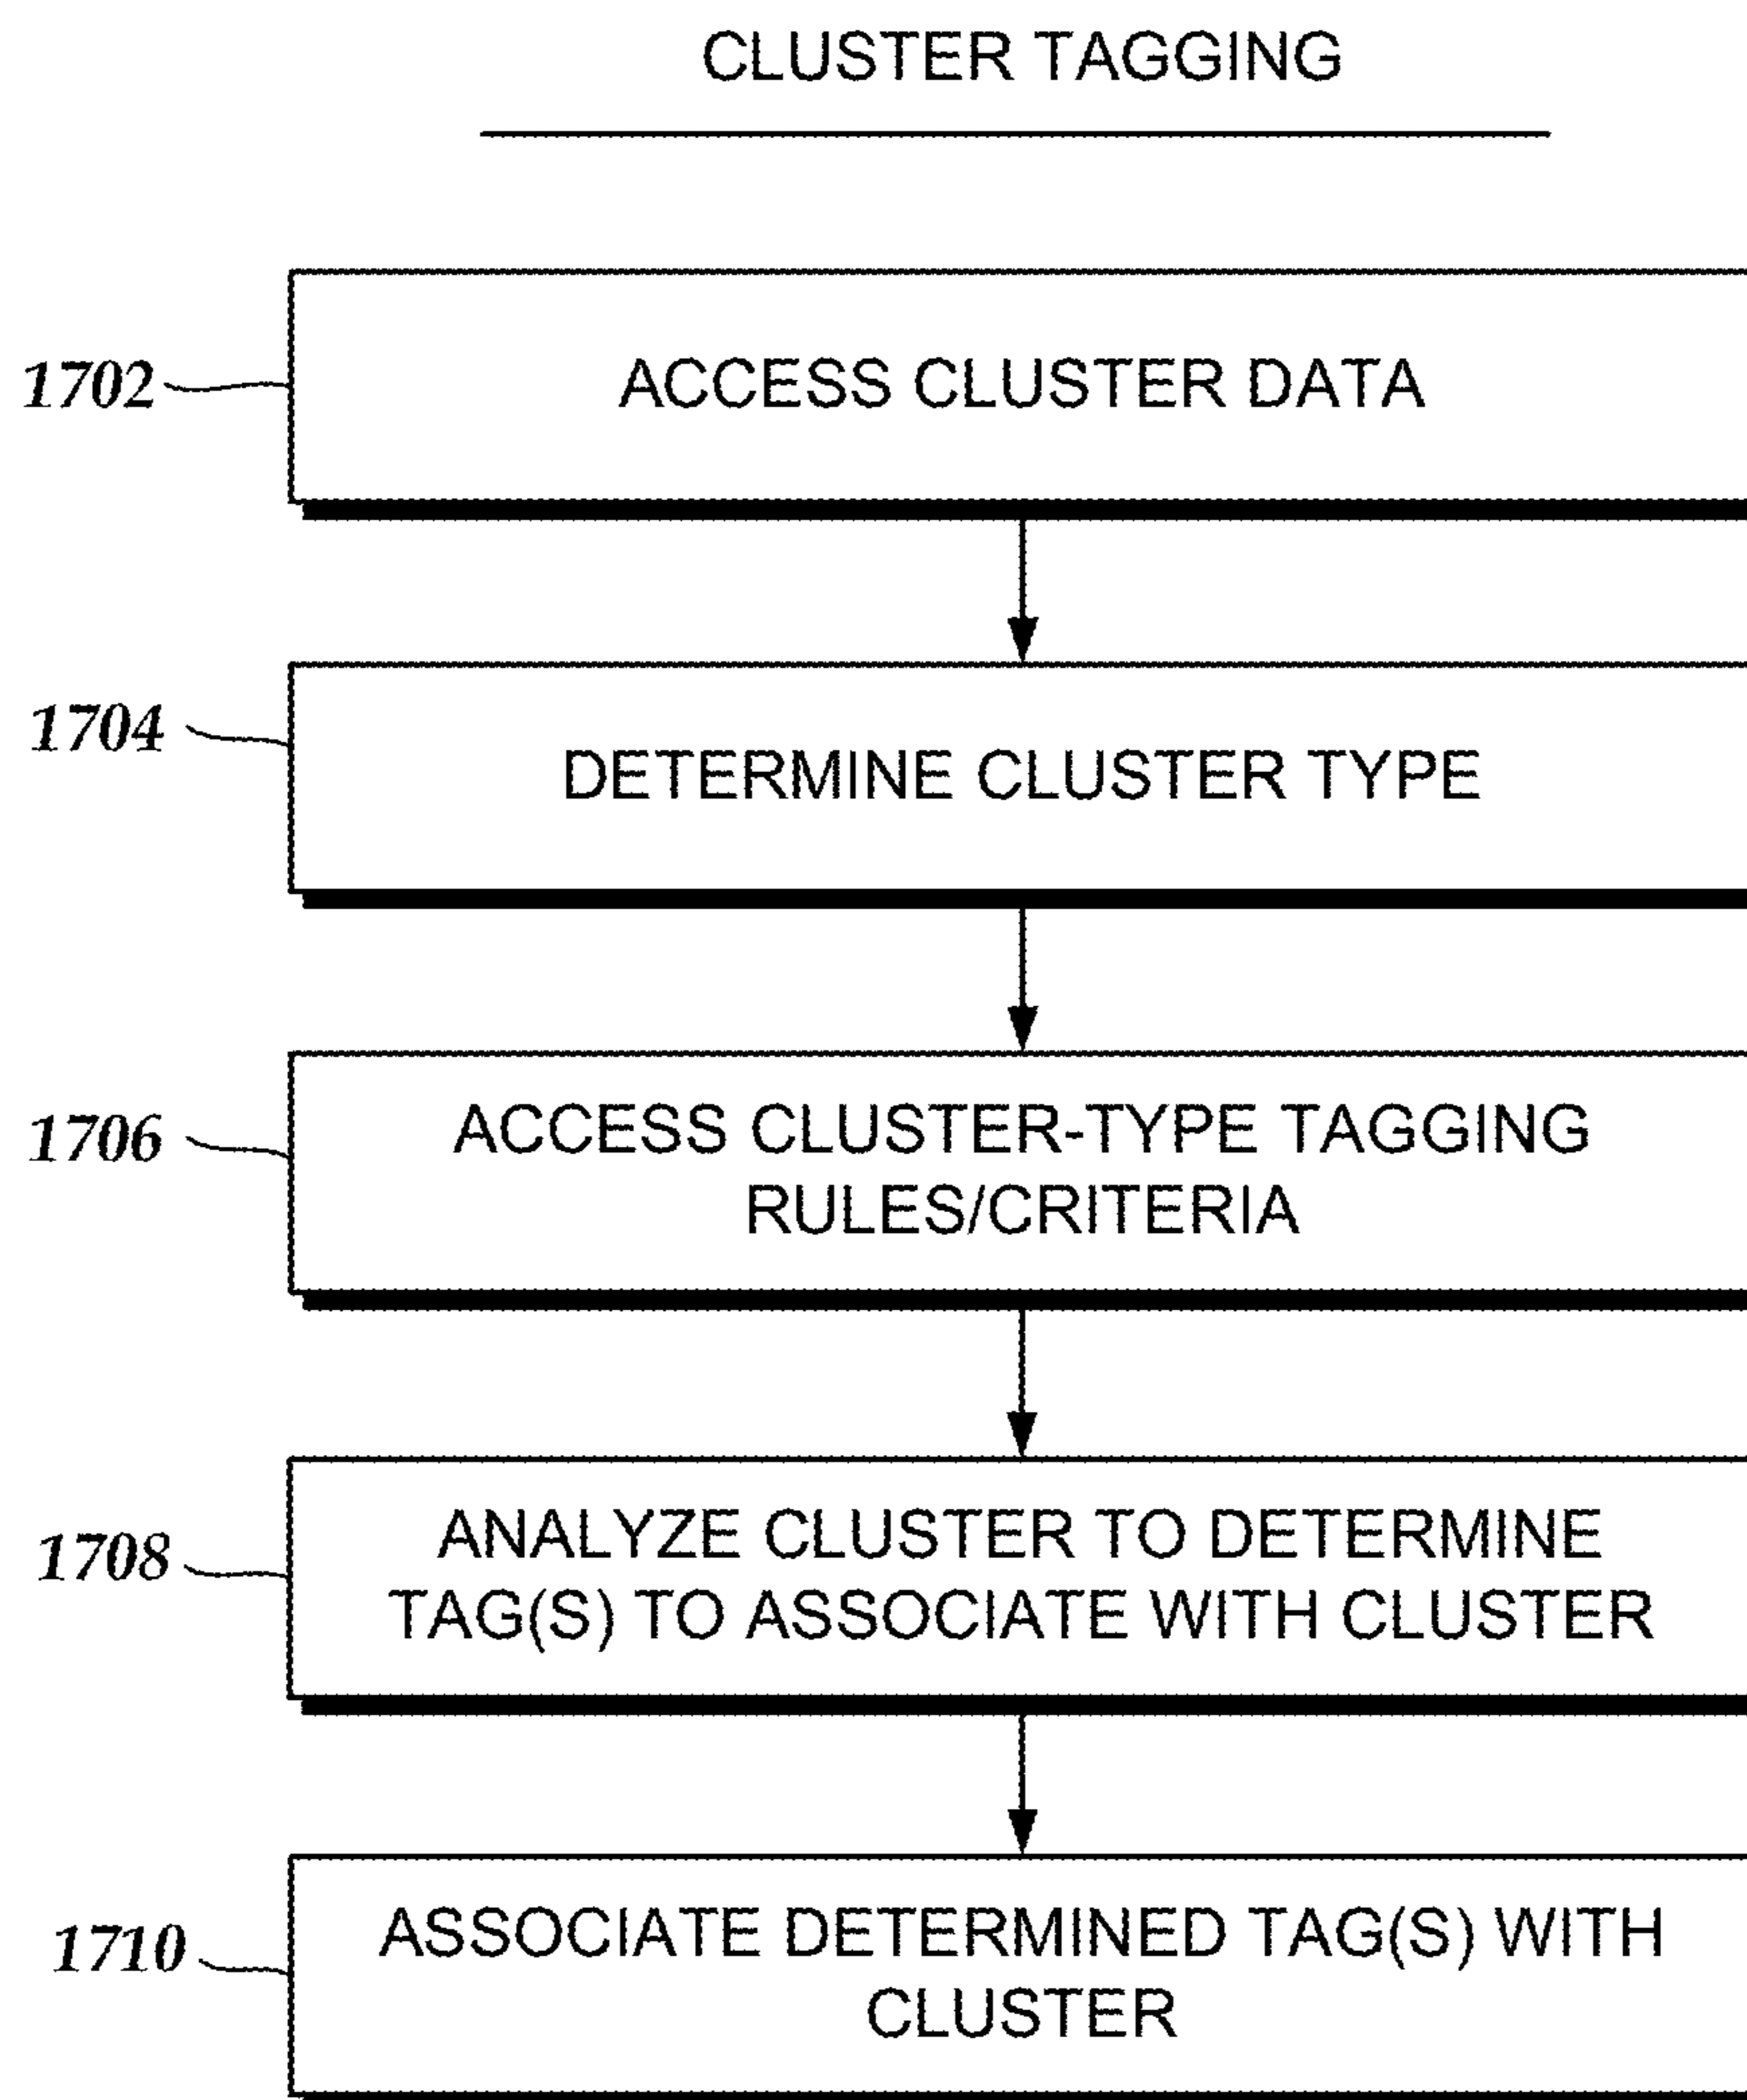 CLUSTER TAGGING
1702
ACCESS CLUSTER DATA
1704
DETERMINE CLUSTER TYPE
1706
ACCESS CLUSTER-TYPE TAGGING
RULES/CRITERIA
1708
ANALYZE CLUSTER TO DETERMINE
TAG(S) TO ASSOCIATE WITH CLUSTER
1710
ASSOCIATE DETERMINED TAG(S) WITH
CLUSTER